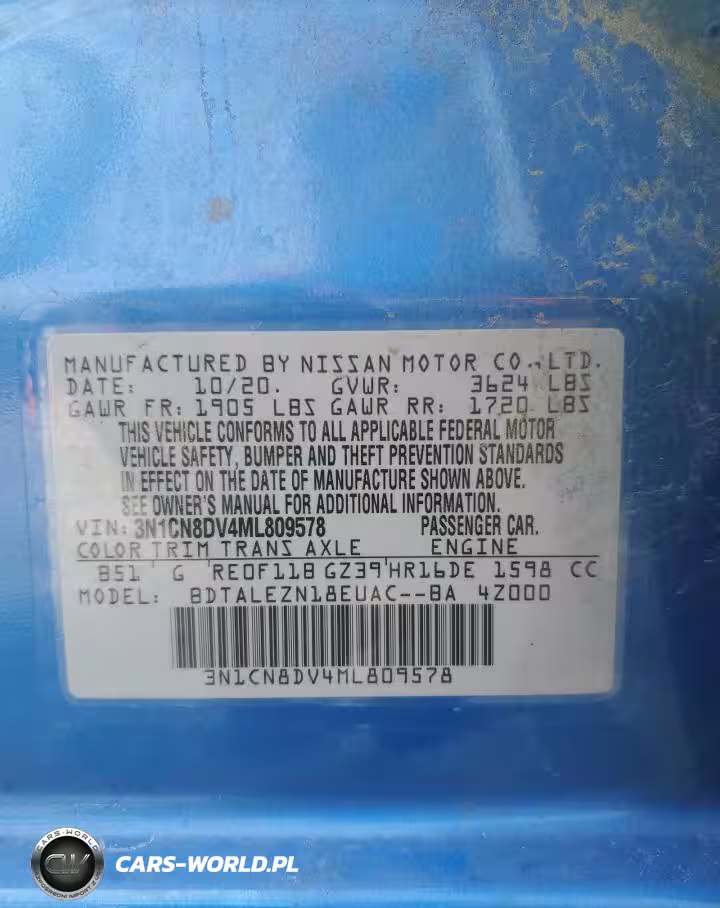 MANUFACTURED BY NISSAN MOTOR CO., LTD.
DATE: 10/20. GVWR: 3624 LBS
GAWR FR: 1905 LBS GAWR RR: 1720 LBS
THIS VEHICLE CONFORMS TO ALL APPLICABLE FEDERAL MOTOR
VEHICLE SAFETY, BUMPER AND THEFT PREVENTION STANDARDS
IN EFFECT ON THE DATE OF MANUFACTURE SHOWN ABOVE.
SEE OWNER'S MANUAL FOR ADDITIONAL INFORMATION.
VIN: 3N1CN8DV4ML809578 PASSENGER CAR.
COLOR TRIM TRANS AXLE ENGINE
B51 G RE0F11B GZ39 HR16DE 1598 CC
MODEL: BDTALEZN18EUAC--BA 4Z000
3N1CN8DV4ML809578
CARS-WORLD
CW
CARS-WORLD.PL